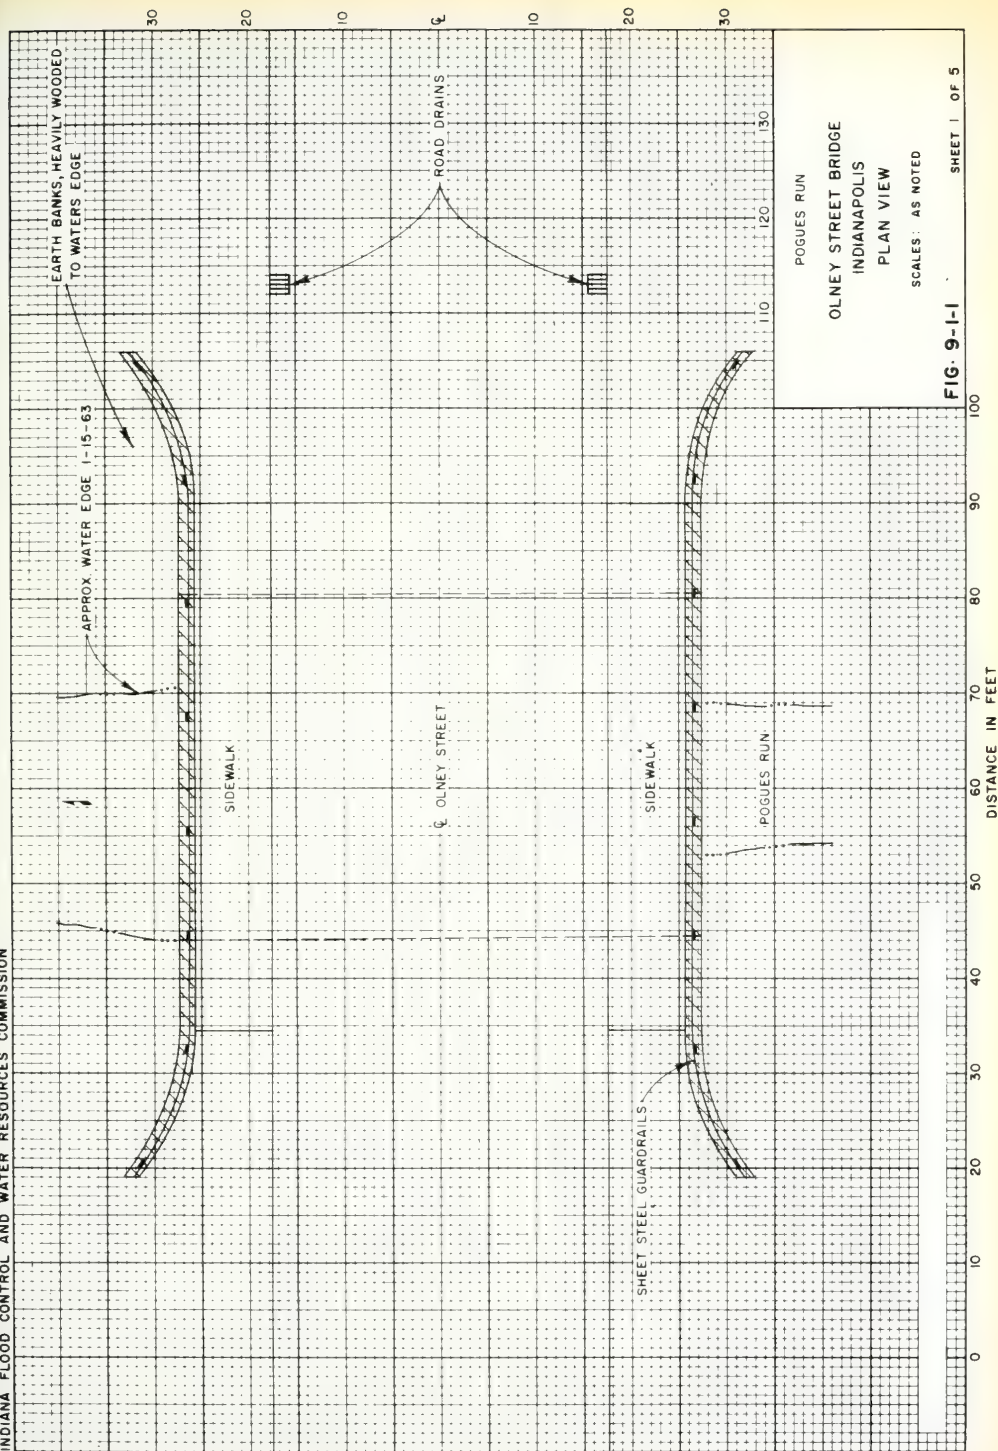 INDIANA FLOOD CONTROL AND WATER RESOURCES COMMISSION
30
20
10
℄
10
20
30
EARTH BANKS, HEAVILY WOODED
TO WATERS EDGE
APPROX. WATER EDGE 1-15-63
ROAD DRAINS
SIDEWALK
℄ OLNEY STREET
SIDEWALK
POGUES RUN
SHEET STEEL GUARDRAILS
0
10
20
30
40
50
60
70
80
90
100
110
120
130
DISTANCE IN FEET
POGUES RUN
OLNEY STREET BRIDGE
INDIANAPOLIS
PLAN VIEW
SCALES: AS NOTED
FIG. 9-1-1
SHEET 1 OF 5